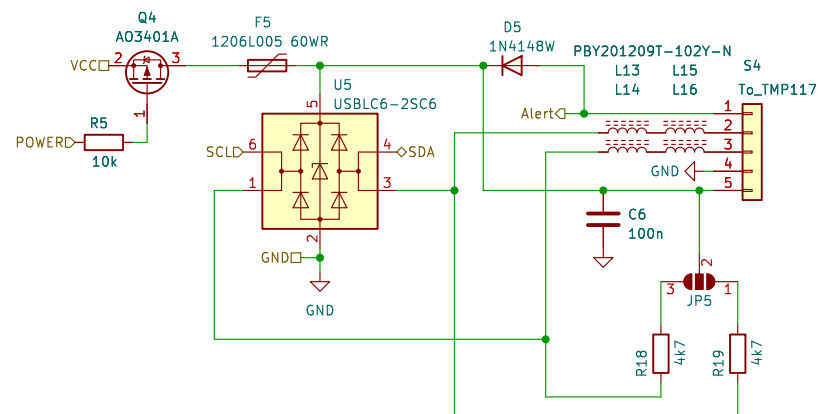 Q4
AO3401A
VCC
2
3
1
R5
POWER
10k
F5
1206L005 60WR
D5
1N4148W
PBY201209T-102Y-N
L13 L15
L14 L16
S4
To_TMP117
Alert
1
2
3
4
5
GND
U5
USBLC6-2SC6
5
SCL
6
4
SDA
1
3
2
GND
GND
C6
100n
2
3
1
JP5
R18
4k7
R19
4k7